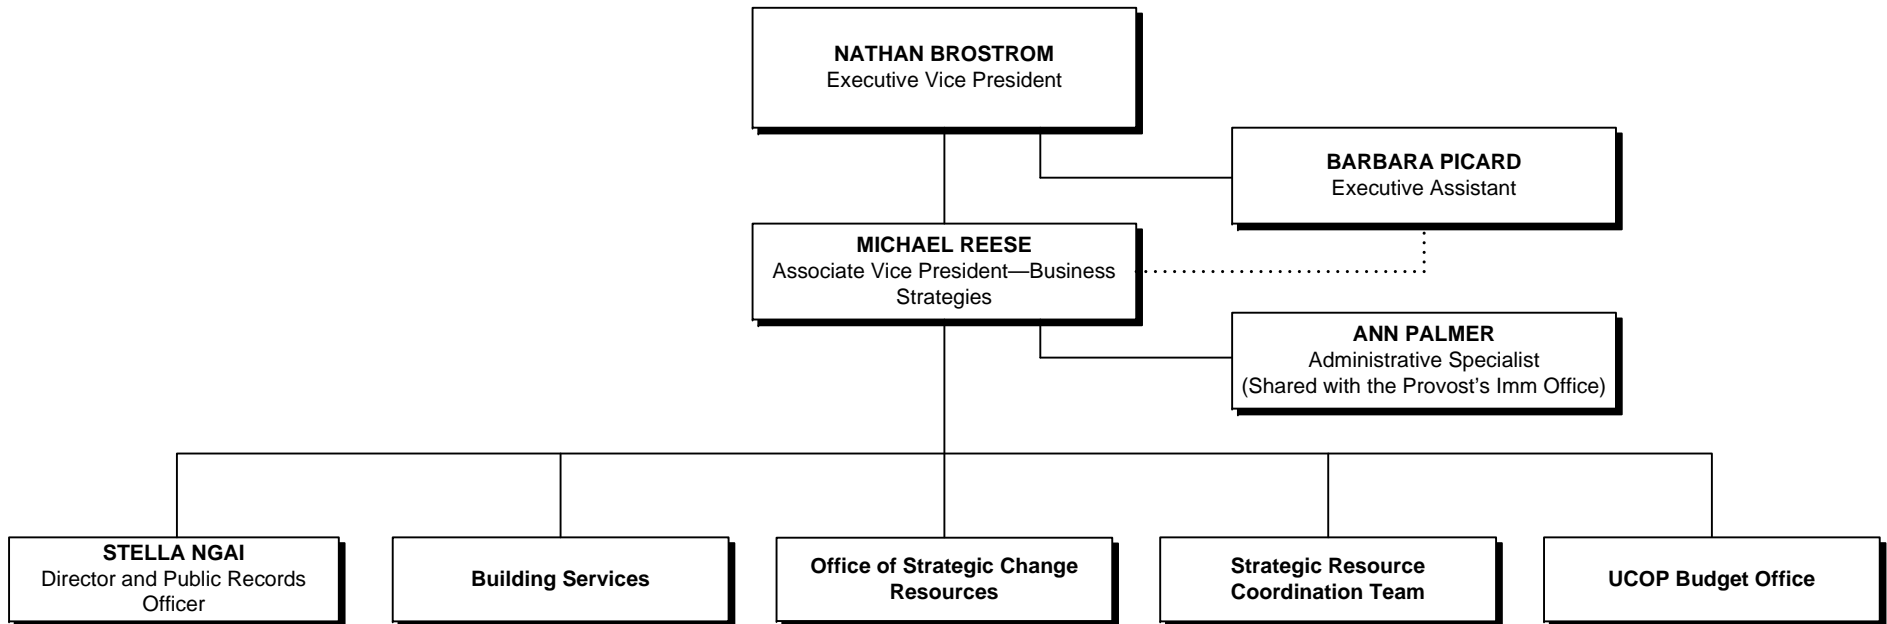 NATHAN BROSTROM
Executive Vice President
BARBARA PICARD
Executive Assistant
MICHAEL REESE
Associate Vice President—Business
Strategies
ANN PALMER
Administrative Specialist
(Shared with the Provost’s Imm Office)
STELLA NGAI
Director and Public Records
Officer
Building Services
Office of Strategic Change
Resources
Strategic Resource
Coordination Team
UCOP Budget Office